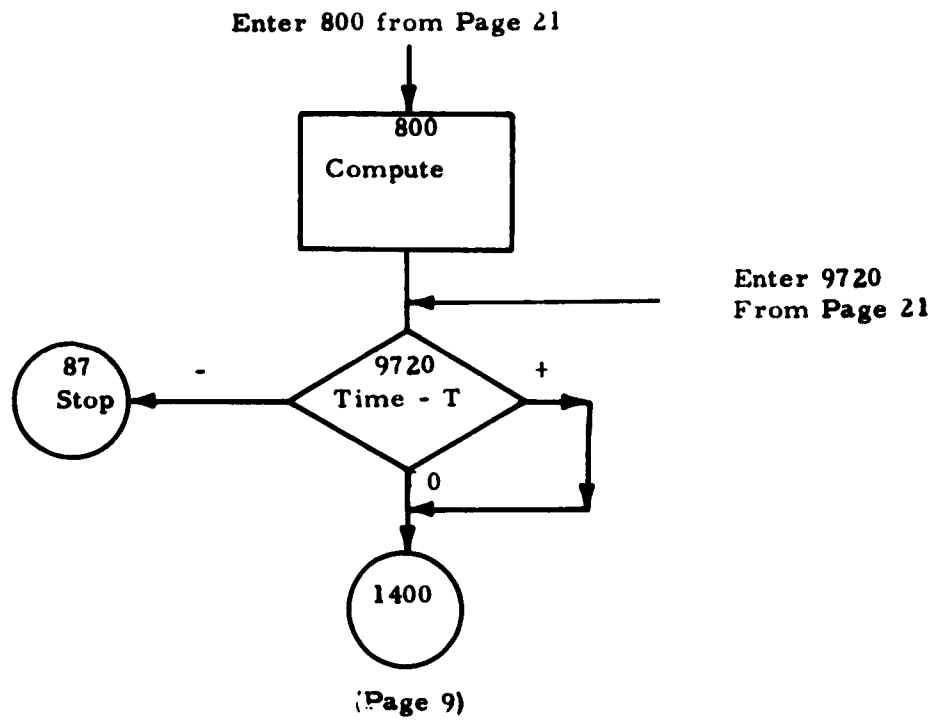 Enter 800 from Page 21
800
Compute
Enter 9720
From Page 21
87
Stop
-
9720
Time - T
+
0
1400
(Page 9)